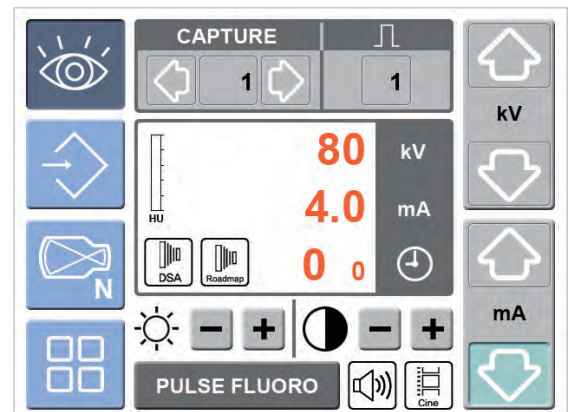 CAPTURE
1
1
kV
80 kV
4.0 mA
HU
DSA
Roadmap
0 0
N
mA
PULSE FLUORO
Cine